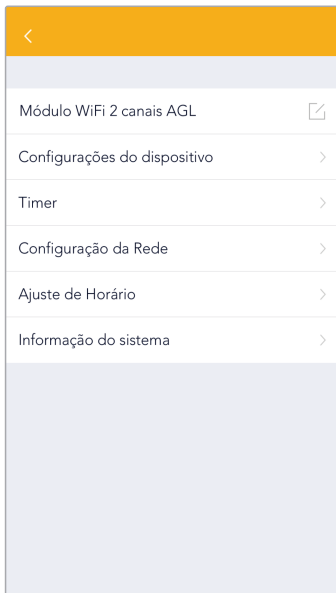 Módulo WiFi 2 canais AGL
Configurações do dispositivo
Timer
Configuração da Rede
Ajuste de Horário
Informação do sistema